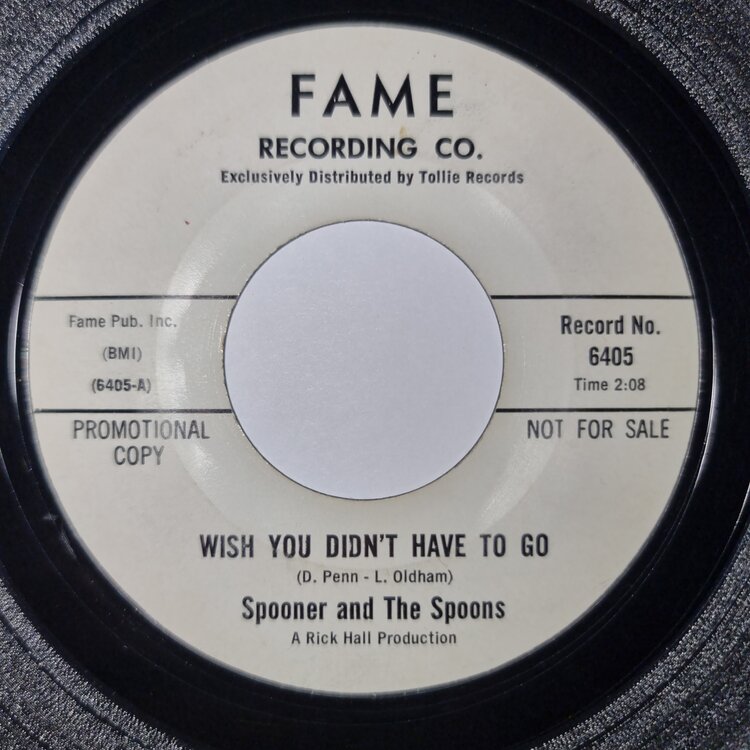 FAME
RECORDING CO.
Exclusively Distributed by Tollie Records
Fame Pub. Inc.
(BMI)
(6405-A)
Record No.
6405
Time 2:08
PROMOTIONAL
COPY
NOT FOR SALE
WISH YOU DIDN'T HAVE TO GO
(D. Penn - L. Oldham)
Spooner and The Spoons
A Rick Hall Production